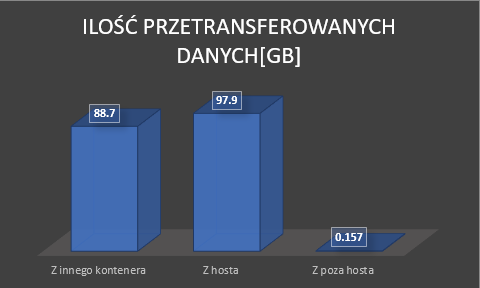 ILOŚĆ PRZETRANSFEROWANYCH
DANYCH[GB]
88.7
97.9
0.157
Z innego kontenera
Z hosta
Z poza hosta